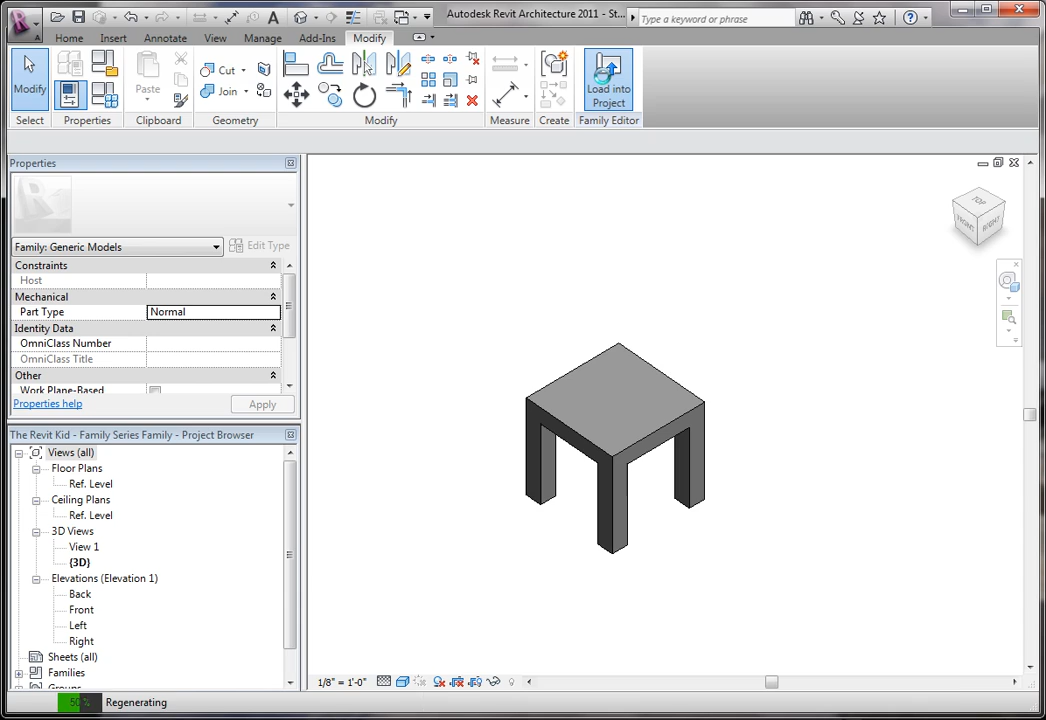 Autodesk Revit Architecture 2011 - St...
Type a keyword or phrase
Home Insert Annotate View Manage Add-Ins Modify
Modify
Paste
Cut
Join
Load into
Project
Select Properties Clipboard Geometry Modify Measure Create Family Editor
Properties
Family: Generic Models
Edit Type
Constraints
Host
Mechanical
Part Type Normal
Identity Data
OmniClass Number
OmniClass Title
Other
Work Plane-Based
Properties help
Apply
The Revit Kid - Family Series Family - Project Browser
Views (all)
Floor Plans
Ref. Level
Ceiling Plans
Ref. Level
3D Views
View 1
{3D}
Elevations (Elevation 1)
Back
Front
Left
Right
Sheets (all)
Families
Groups
TOP
FRONT
RIGHT
1/8" = 1'-0"
50 % Regenerating